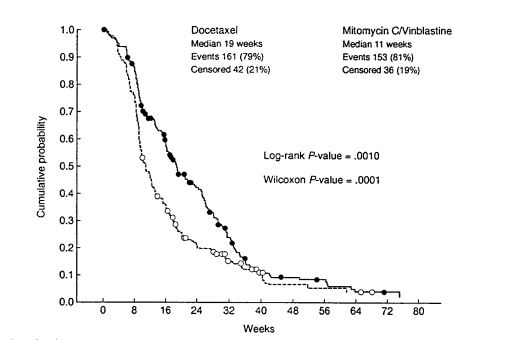 Docetaxel
Median 19 weeks
Events 161 (79%)
Censored 42 (21%)
Mitomycin C/Vinblastine
Median 11 weeks
Events 153 (81%)
Censored 36 (19%)
Log-rank P-value = .0010
Wilcoxon P-value = .0001
Cumulative probability
1.0
0.9
0.8
0.7
0.6
0.5
0.4
0.3
0.2
0.1
0.0
0 8 16 24 32 40 48 56 64 72 80
Weeks